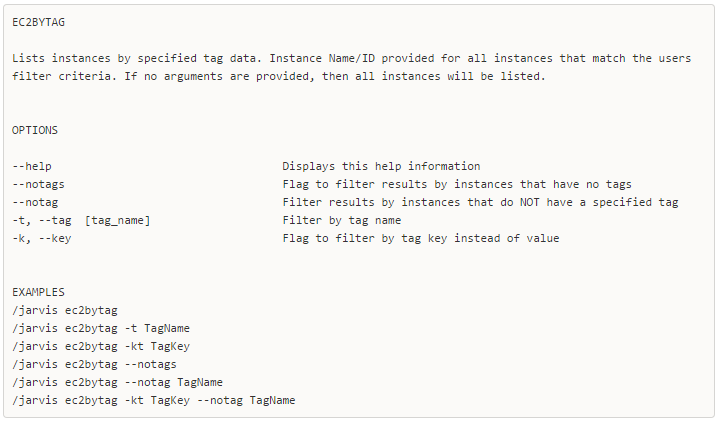 EC2BYTAG
Lists instances by specified tag data. Instance Name/ID provided for all instances that match the users
filter criteria. If no arguments are provided, then all instances will be listed.
OPTIONS
--help Displays this help information
--notags Flag to filter results by instances that have no tags
--notag Filter results by instances that do NOT have a specified tag
-t, --tag [tag_name] Filter by tag name
-k, --key Flag to filter by tag key instead of value
EXAMPLES
/jarvis ec2bytag
/jarvis ec2bytag -t TagName
/jarvis ec2bytag -kt TagKey
/jarvis ec2bytag --notags
/jarvis ec2bytag --notag TagName
/jarvis ec2bytag -kt TagKey --notag TagName